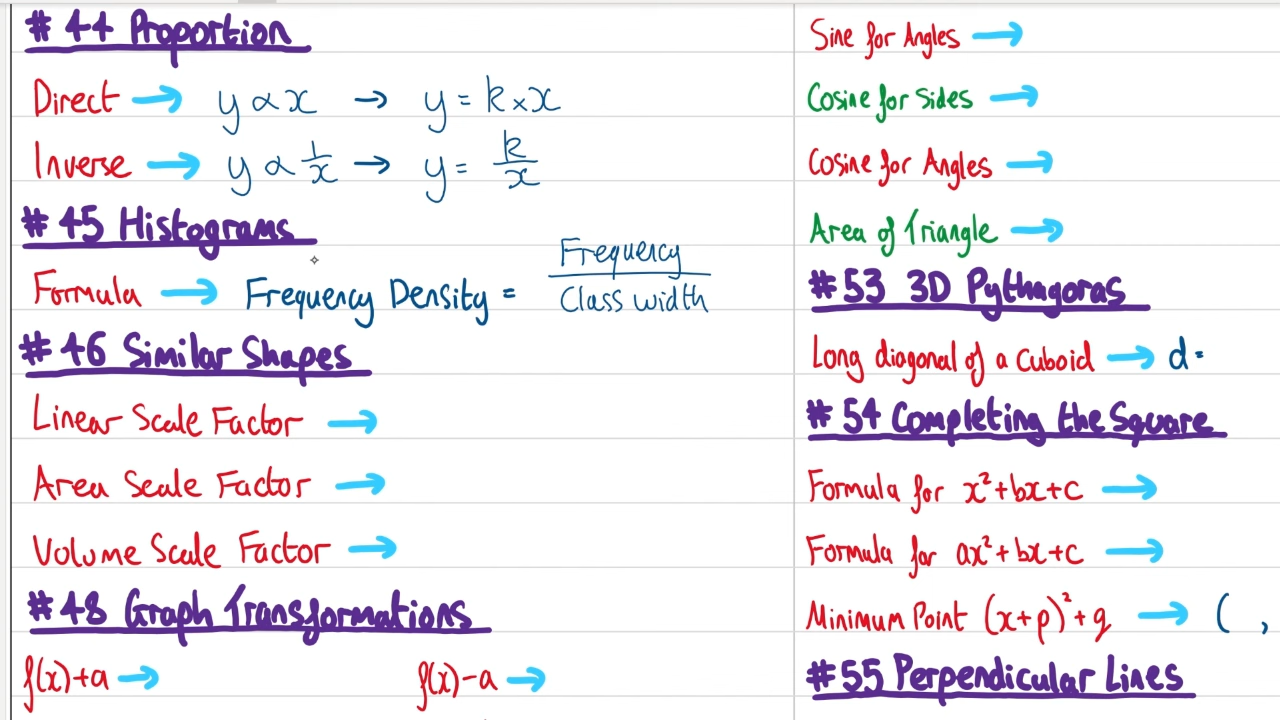 # 44 Proportion
Direct → y ∝ x → y = k × x
Inverse → y ∝ 1/x → y = k/x
# 45 Histograms
Formula → Frequency Density = Frequency / Class width
# 46 Similar Shapes
Linear Scale Factor →
Area Scale Factor →
Volume Scale Factor →
# 48 Graph Transformations
f(x)+a → f(x)-a →
Sine for Angles →
Cosine for Sides →
Cosine for Angles →
Area of Triangle →
# 53 3D Pythagoras
Long diagonal of a Cuboid → d =
# 54 Completing the Square
Formula for x²+bx+c →
Formula for ax²+bx+c →
Minimum Point (x+p)²+q → ( ,
# 55 Perpendicular Lines